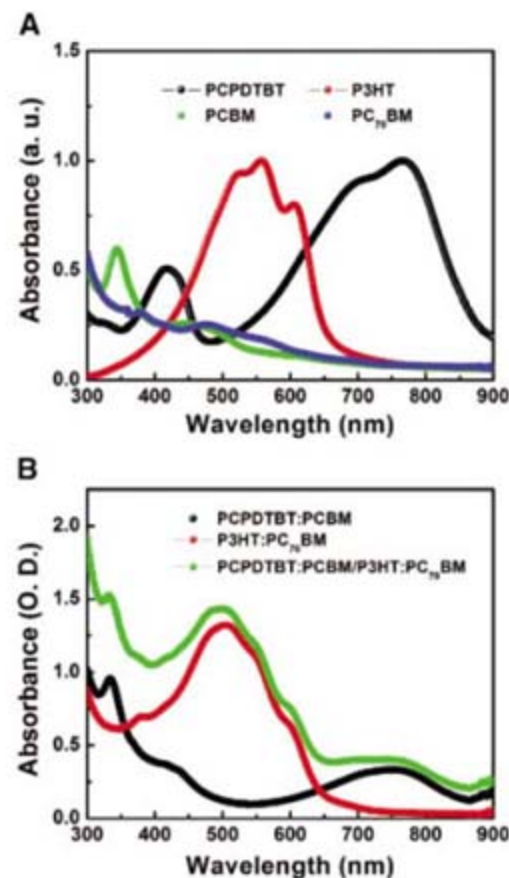 A
1.5
PCPDTBT P3HT
PCBM PC₇₀BM
1.0
Absorbance (a. u.)
0.5
0.0
300 400 500 600 700 800 900
Wavelength (nm)
B
2.0
PCPDTBT:PCBM
P3HT:PC₇₀BM
PCPDTBT:PCBM/P3HT:PC₇₀BM
1.5
Absorbance (O. D.)
1.0
0.5
0.0
300 400 500 600 700 800 900
Wavelength (nm)